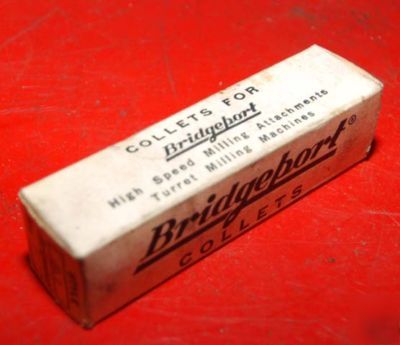 COLLETS FOR
Bridgeport
High Speed Milling Attachments
Turret Milling Machines
Bridgeport®
COLLETS